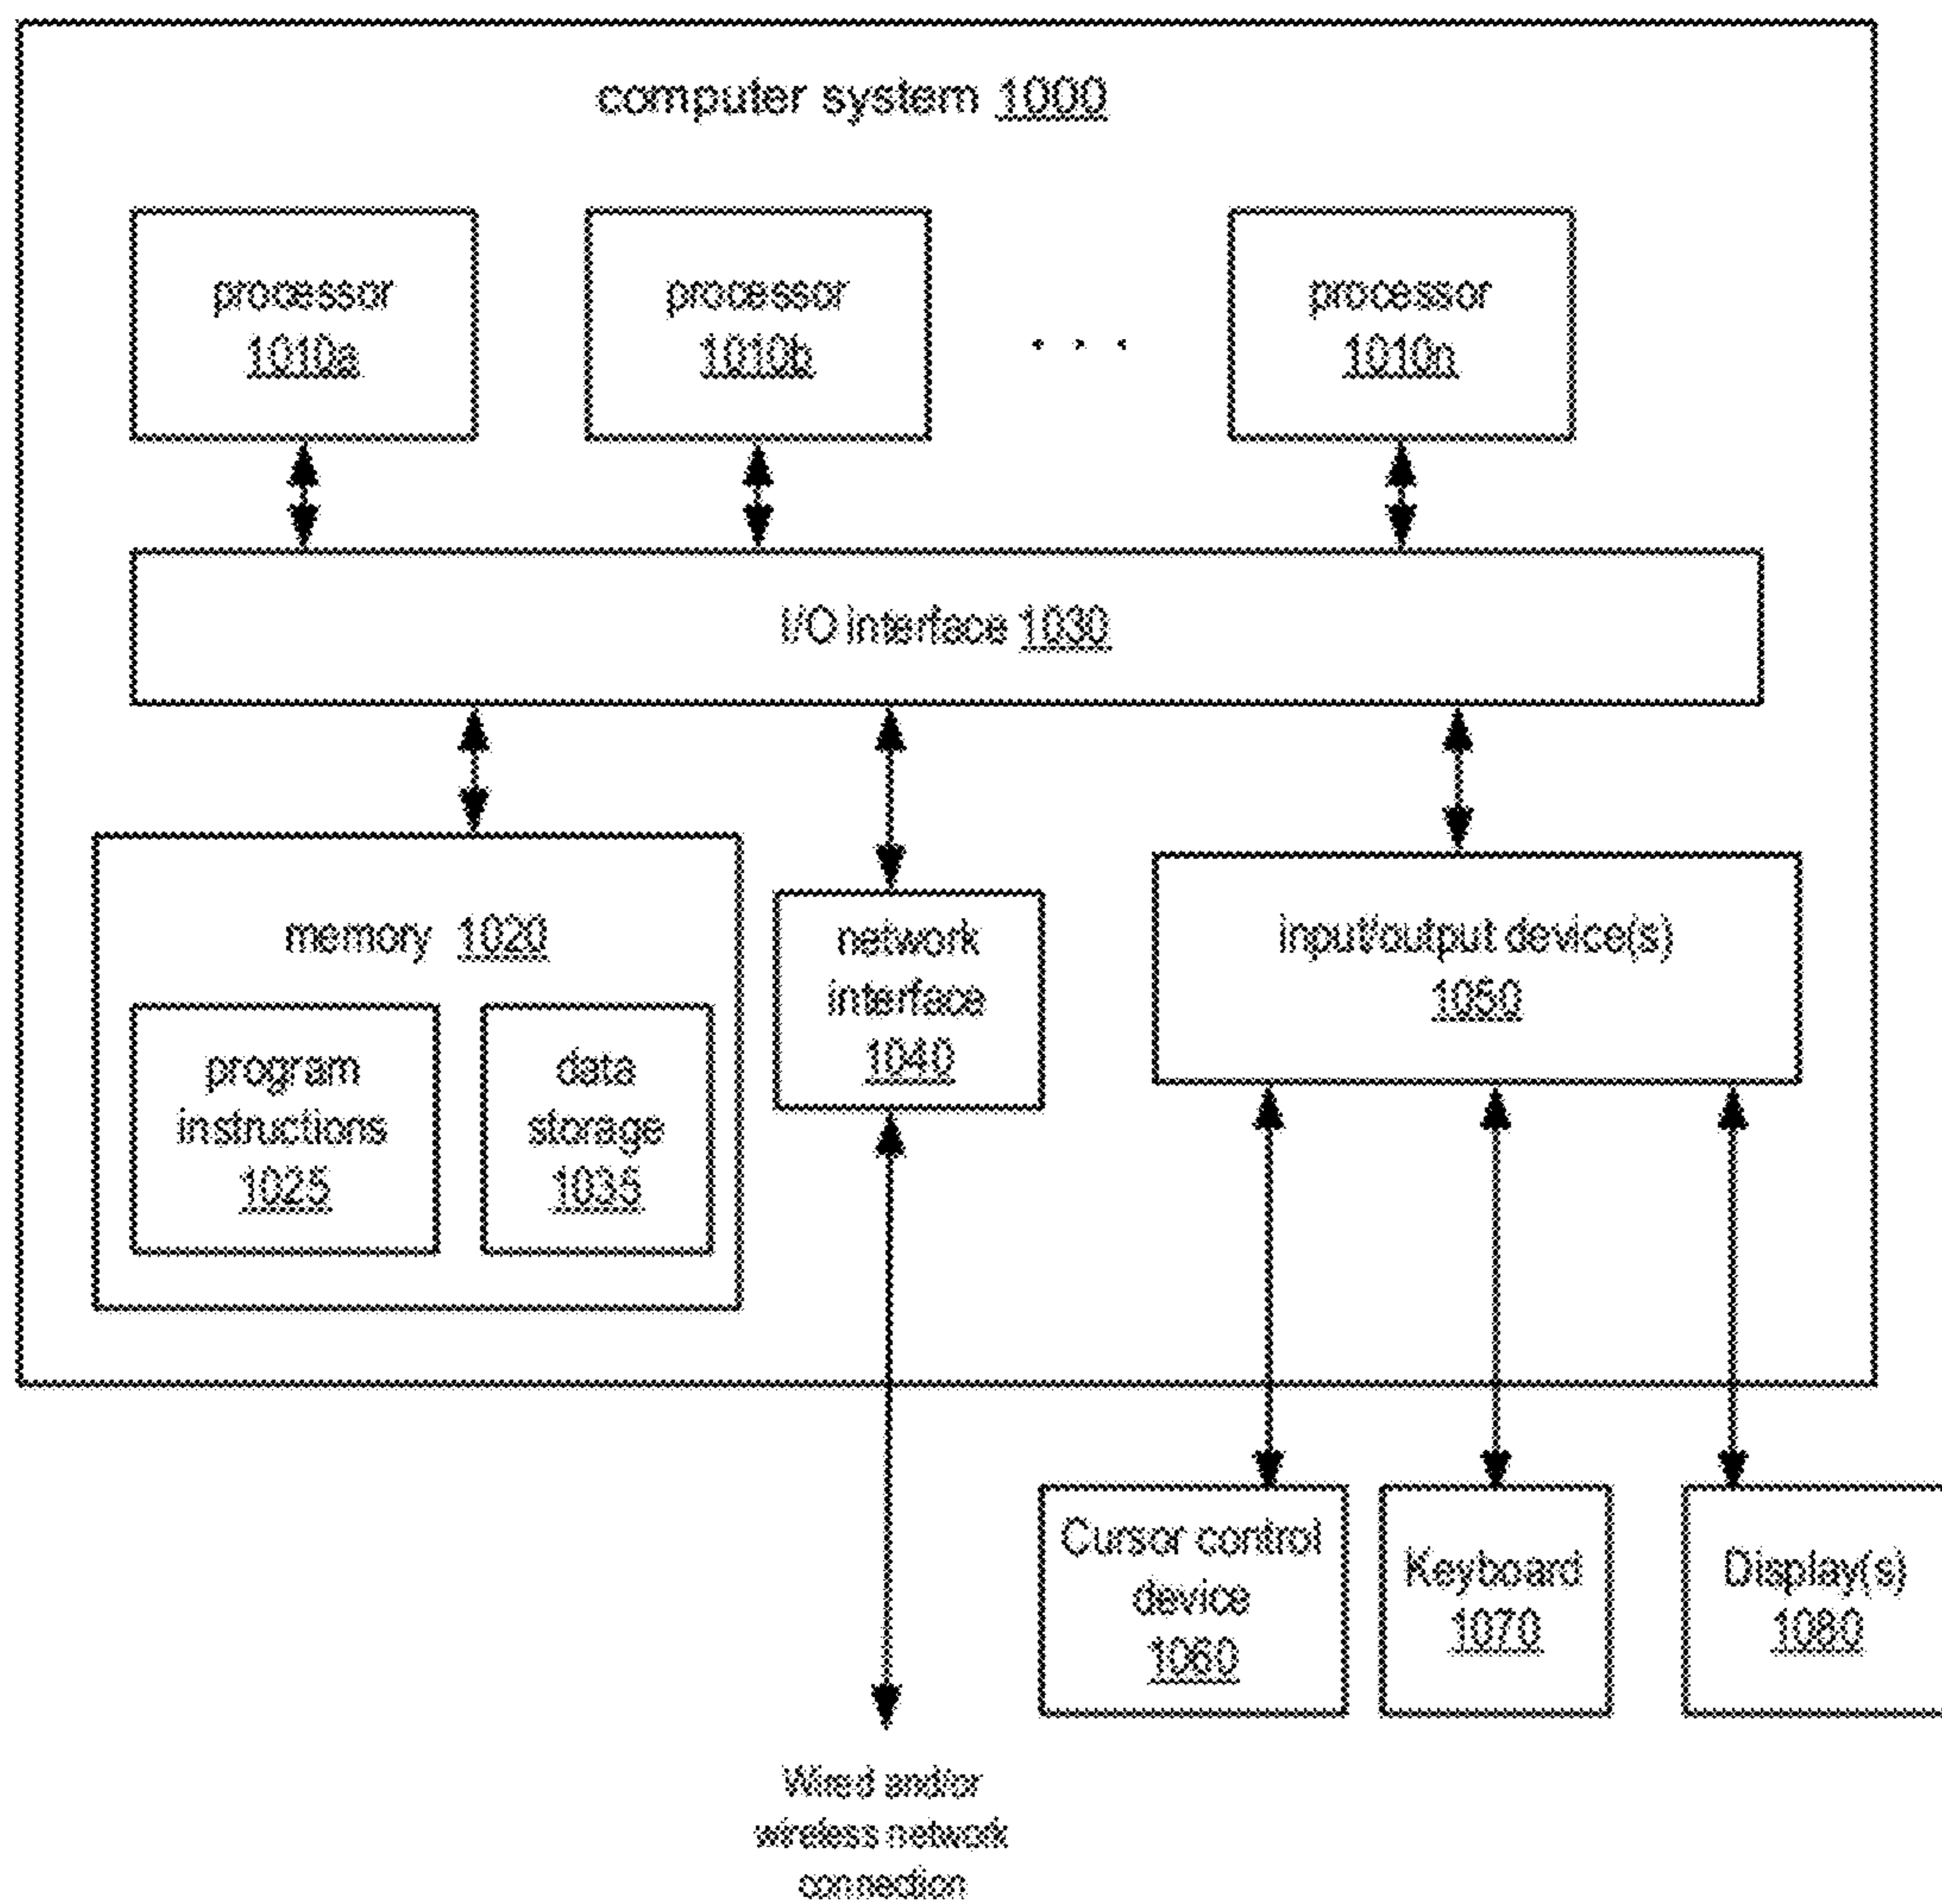 computer system 1000
processor
1010a
processor
1010b
. . .
processor
1010n
I/O interface 1030
memory 1020
program
instructions
1025
data
storage
1035
network
interface
1040
input/output device(s)
1050
Cursor control
device
1060
Keyboard
1070
Display(s)
1080
Wired and/or
wireless network
connection